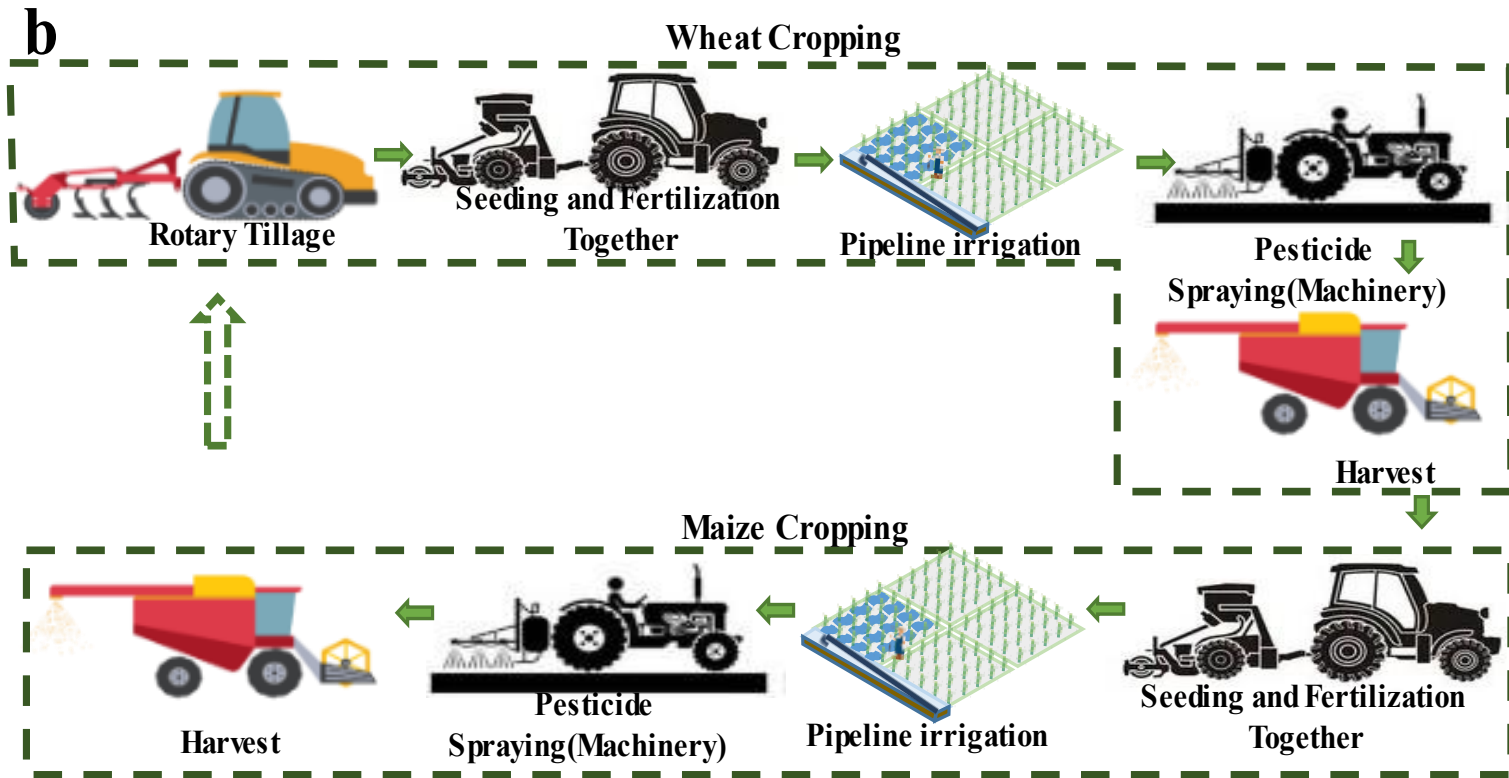 b
Wheat Cropping
Rotary Tillage
Seeding and Fertilization
Together
Pipeline irrigation
Pesticide
Spraying(Machinery)
Harvest
Maize Cropping
Seeding and Fertilization
Together
Pipeline irrigation
Pesticide
Spraying(Machinery)
Harvest